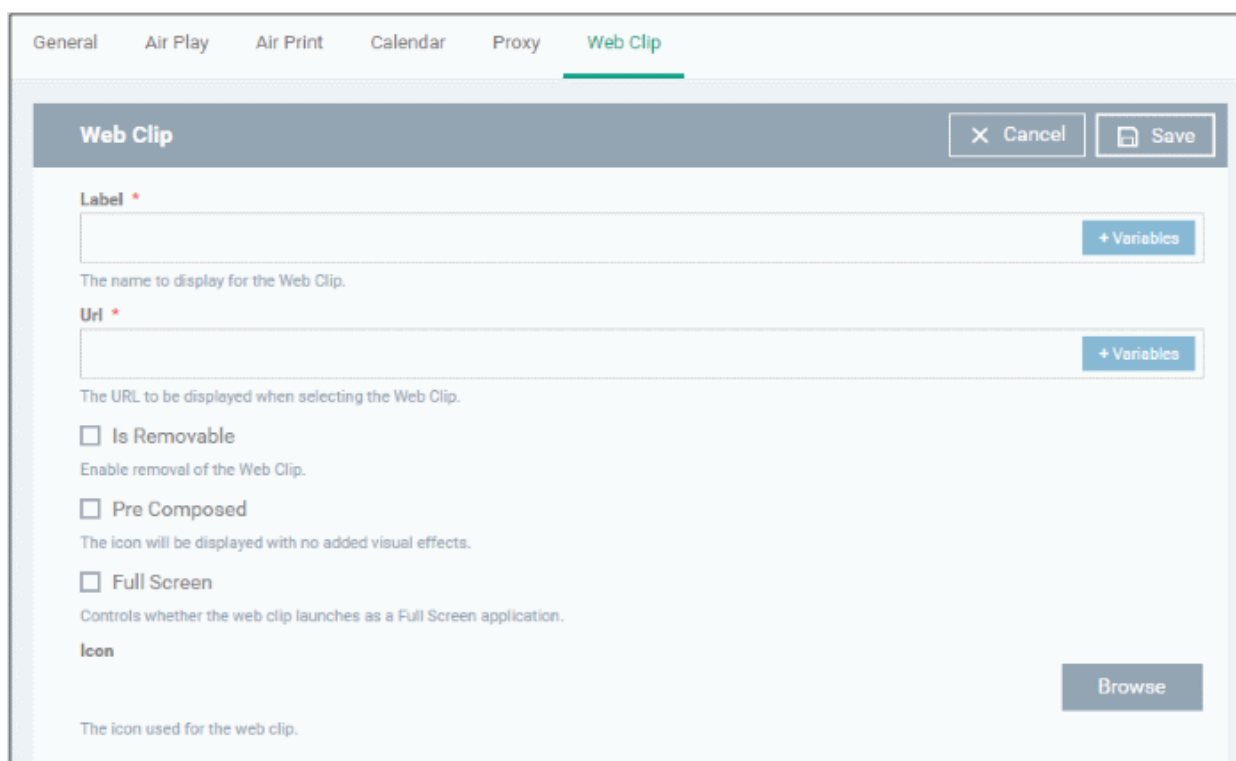 General Air Play Air Print Calendar Proxy Web Clip
Web Clip Cancel Save
Label *
+ Variables
The name to display for the Web Clip.
Url *
+ Variables
The URL to be displayed when selecting the Web Clip.
Is Removable
Enable removal of the Web Clip.
Pre Composed
The icon will be displayed with no added visual effects.
Full Screen
Controls whether the web clip launches as a Full Screen application.
Icon
Browse
The icon used for the web clip.